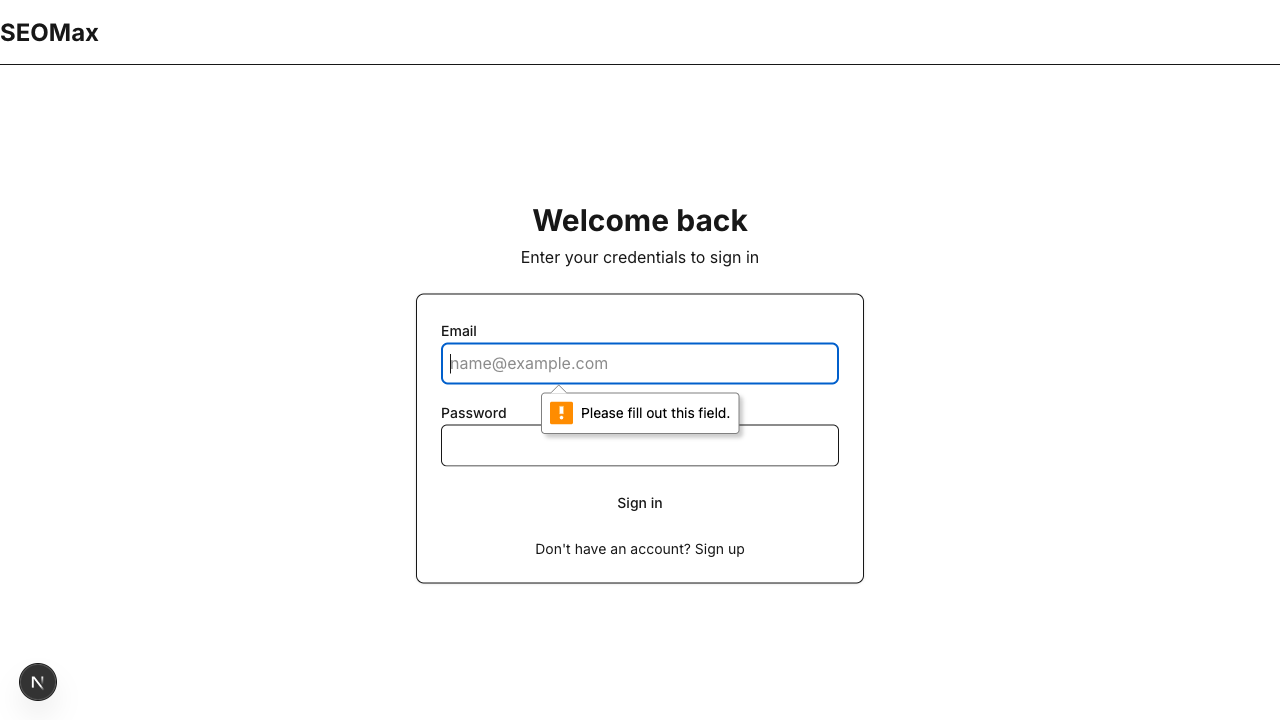 SEOMax
Welcome back
Enter your credentials to sign in
Email
name@example.com
Please fill out this field.
Password
Sign in
Don't have an account? Sign up
N